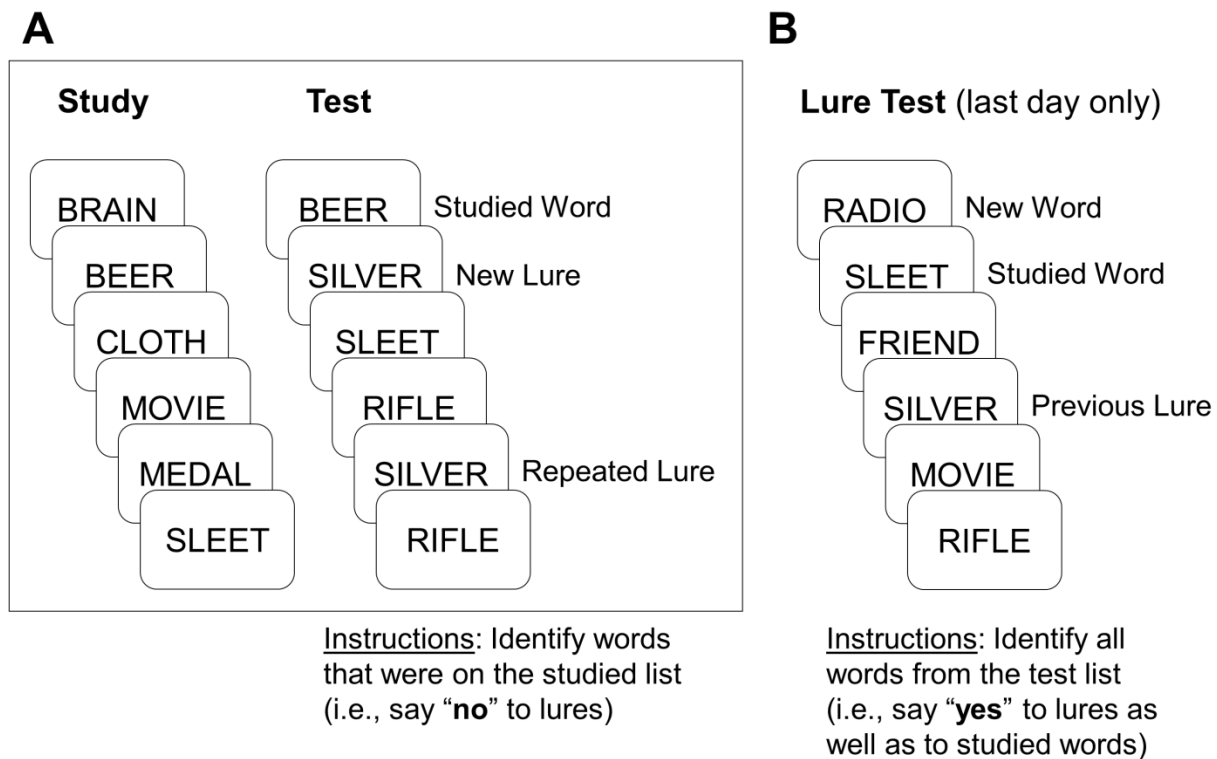 A
Study
Test
BRAIN
BEER
CLOTH
MOVIE
MEDAL
SLEET
BEER Studied Word
SILVER New Lure
SLEET
RIFLE
SILVER Repeated Lure
RIFLE
Instructions: Identify words
that were on the studied list
(i.e., say “no” to lures)
B
Lure Test (last day only)
RADIO New Word
SLEET Studied Word
FRIEND
SILVER Previous Lure
MOVIE
RIFLE
Instructions: Identify all
words from the test list
(i.e., say “yes” to lures as
well as to studied words)